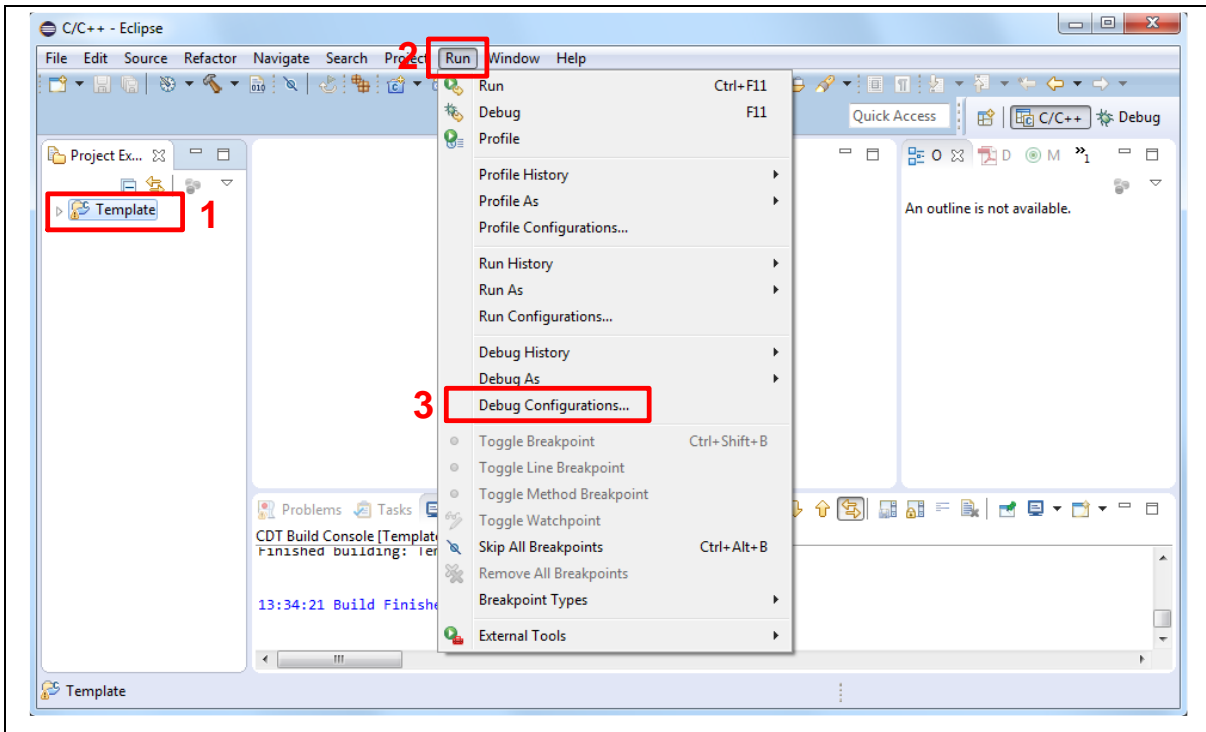 C/C++ - Eclipse
File Edit Source Refactor Navigate Search Project Run Window Help
2
Quick Access
C/C++
Debug
Project Ex...
Template
1
Run Ctrl+F11
Debug F11
Profile
Profile History
Profile As
Profile Configurations...
Run History
Run As
Run Configurations...
Debug History
Debug As
3
Debug Configurations...
Toggle Breakpoint Ctrl+Shift+B
Toggle Line Breakpoint
Toggle Method Breakpoint
Toggle Watchpoint
Skip All Breakpoints Ctrl+Alt+B
Remove All Breakpoints
Breakpoint Types
External Tools
O D M »1
An outline is not available.
Problems Tasks
CDT Build Console [Templat
Finished building: Te
13:34:21 Build Finishe
Template